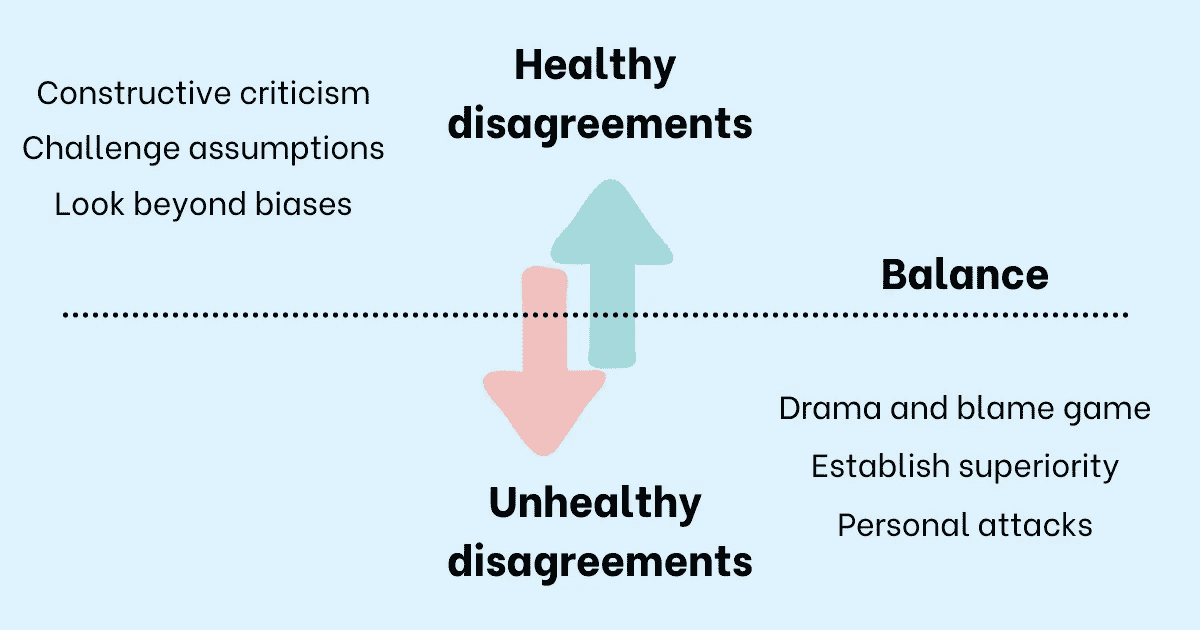 Healthy
disagreements
Constructive criticism
Challenge assumptions
Look beyond biases
Balance
Drama and blame game
Establish superiority
Personal attacks
Unhealthy
disagreements